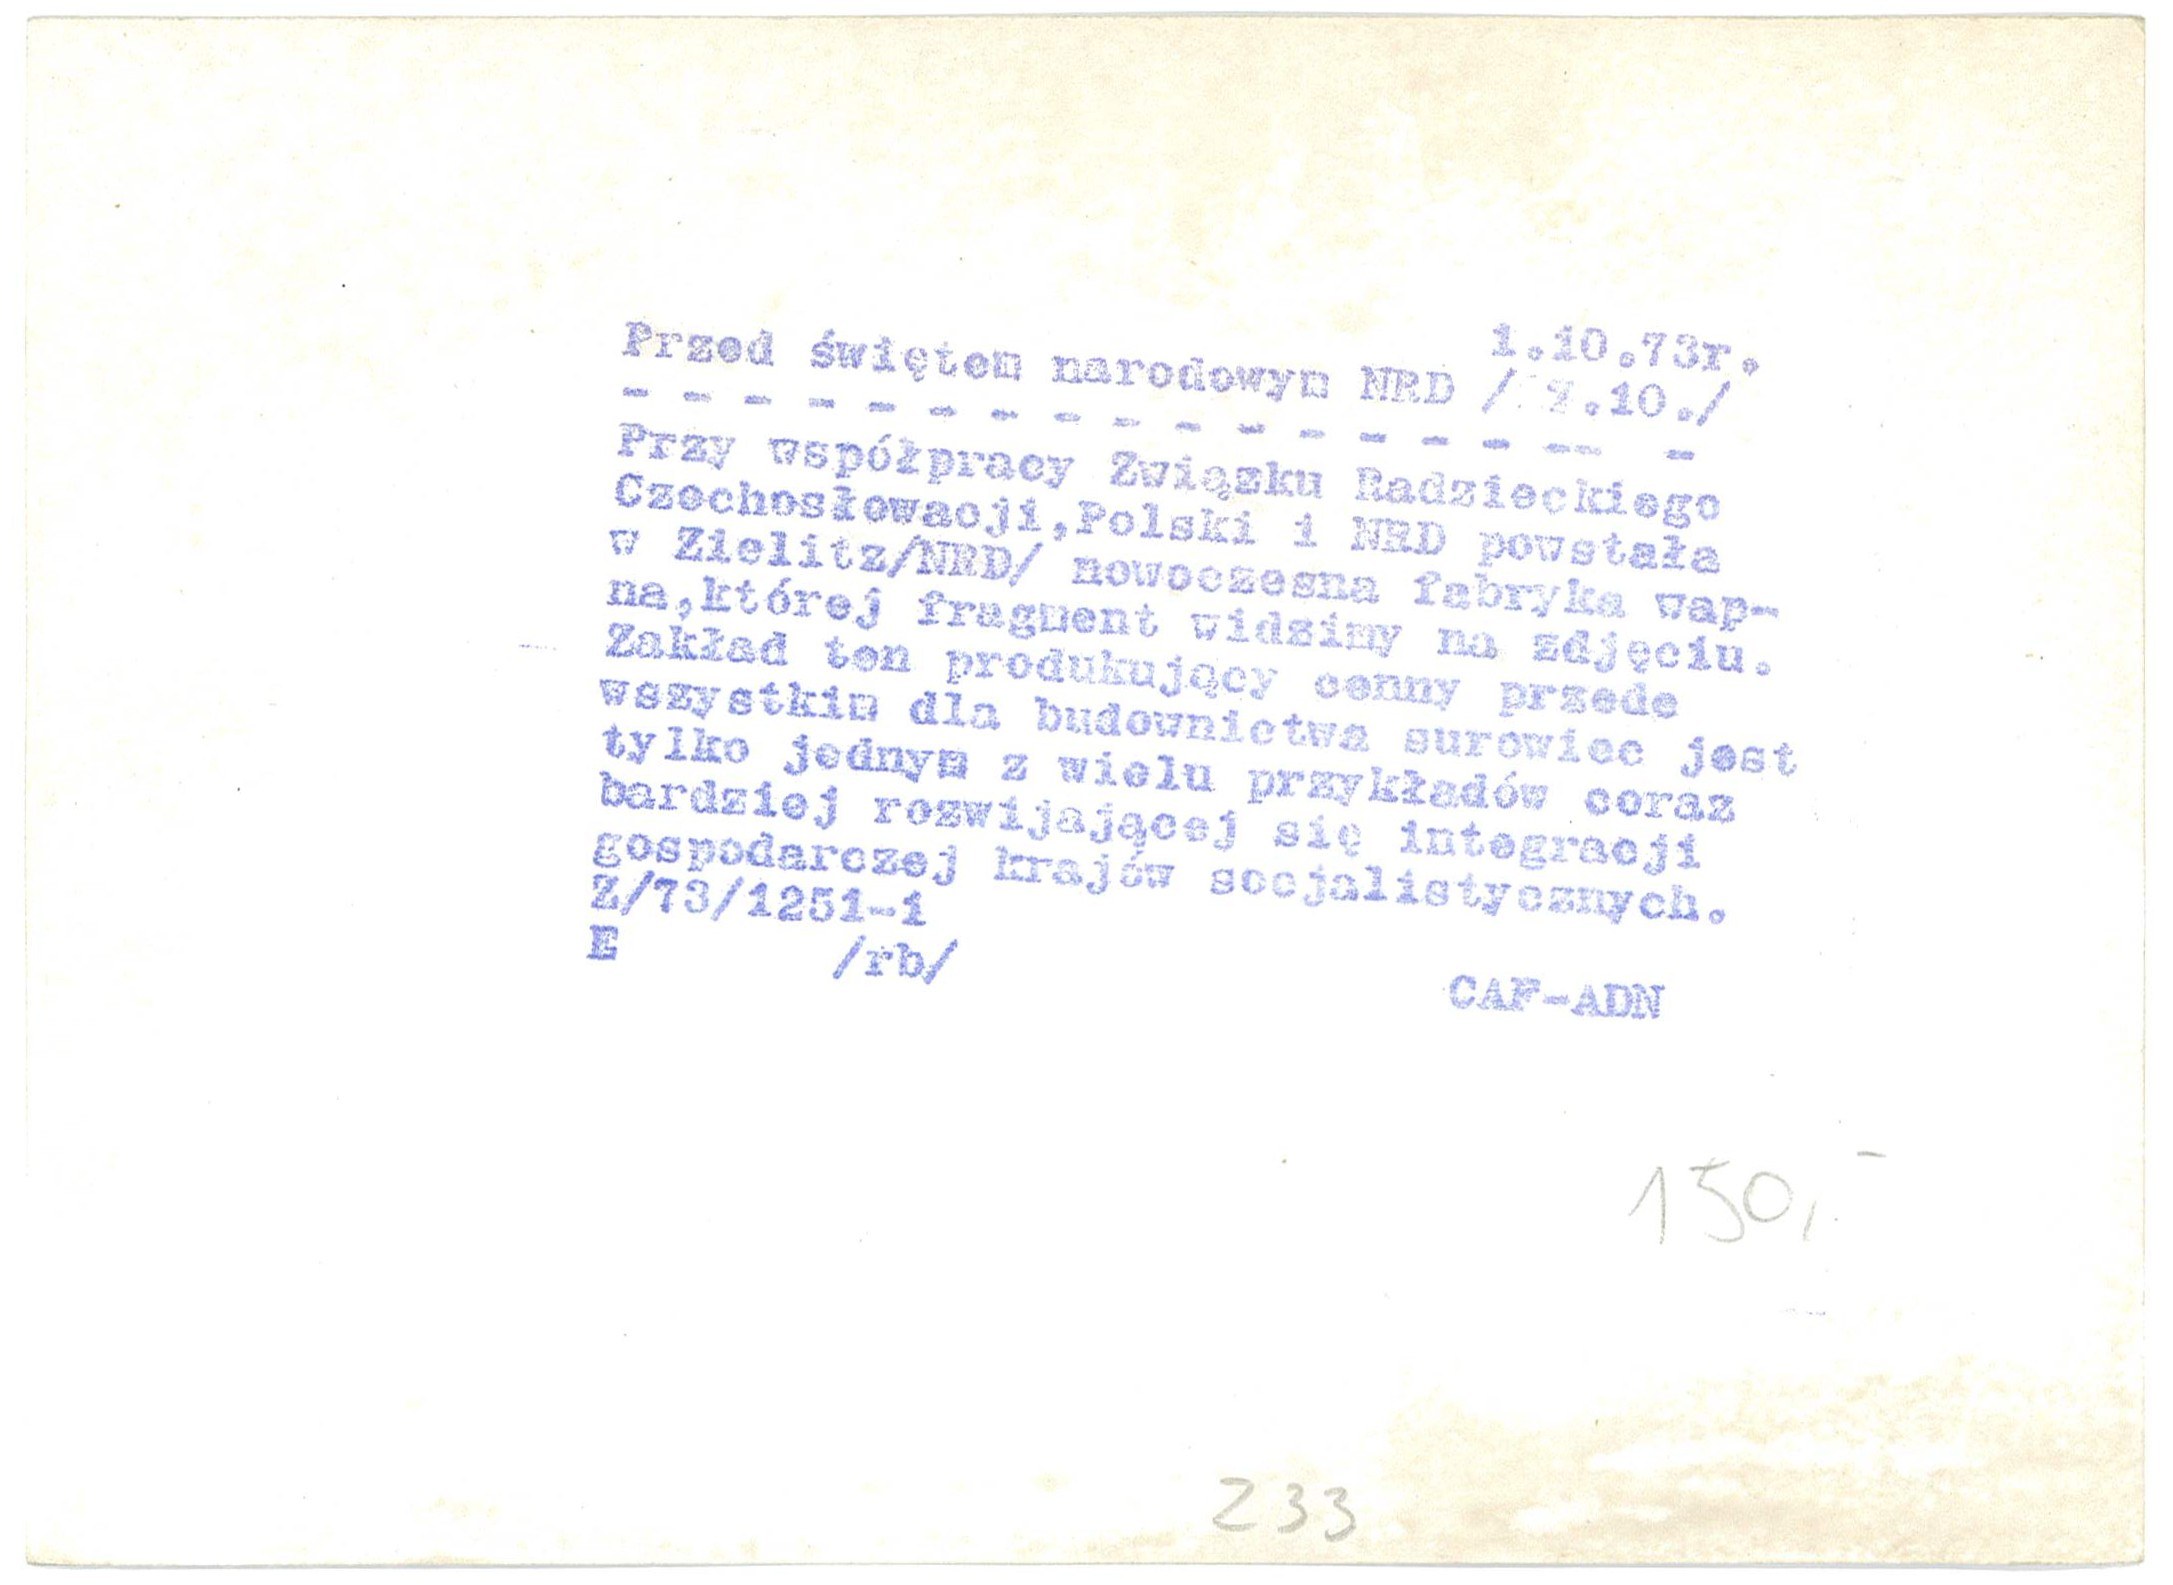 1.10.73r.
Przed świętem narodowym NRD / 7.10./
- - - - - - - - - - - - - - - - - -
Przy współpracy Związku Radzieckiego
Czechosłowacji,Polski i NRD powstała
w Zielitz/NRD/ nowoczesna fabryka wap-
na,której fragment widzimy na zdjęciu.
Zakład ten produkujący cenny przede
wszystkim dla budownictwa surowiec jest
tylko jednym z wielu przykładów coraz
bardziej rozwijającej się integracji
gospodarczej krajów socjalistycznych.
Z/73/1251-1
E /rb/
CAF-ADN
150,-
233